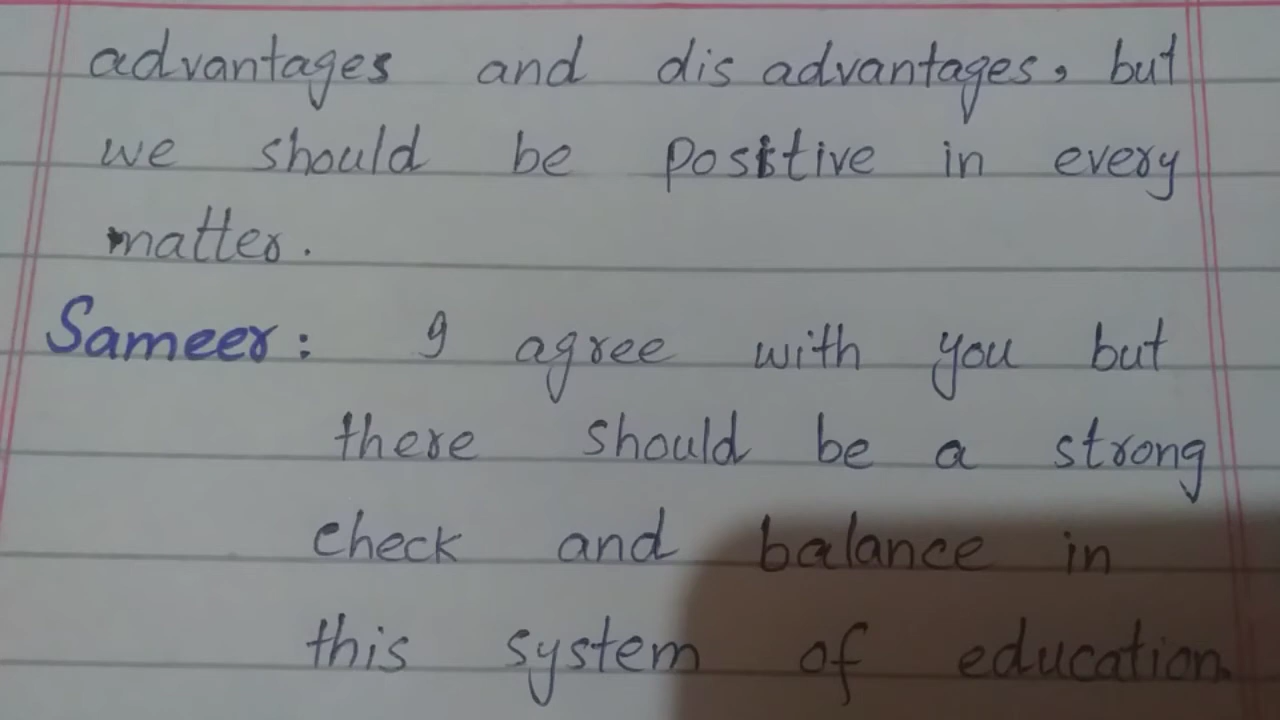 advantages and dis advantages, but
we should be positive in every
matter.
Sameer: I agree with you but
there should be a strong
check and balance in
this system of education.